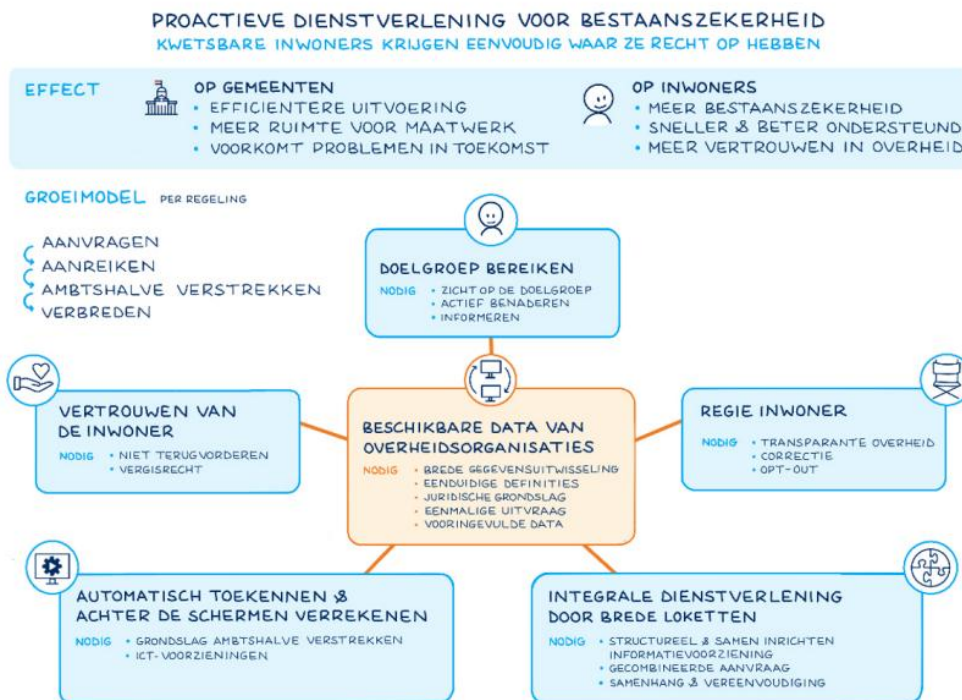 PROACTIEVE DIENSTVERLENING VOOR BESTAANSZEKERHEID
KWETSBARE INWONERS KRIJGEN EENVOUDIG WAAR ZE RECHT OP HEBBEN
EFFECT
OP GEMEENTEN
• EFFICIENTERE UITVOERING
• MEER RUIMTE VOOR MAATWERK
• VOORKOMT PROBLEMEN IN TOEKOMST
OP INWONERS
• MEER BESTAANSZEKERHEID
• SNELLER & BETER ONDERSTEUND
• MEER VERTROUWEN IN OVERHEID
GROEIMODEL PER REGELING
AANVRAGEN
AANREIKEN
AMBTSHALVE VERSTREKKEN
VERBREDEN
DOELGROEP BEREIKEN
NODIG • ZICHT OP DE DOELGROEP
• ACTIEF BENADEREN
• INFORMEREN
VERTROUWEN VAN
DE INWONER
NODIG • NIET TERUGVORDEREN
• VERGISRECHT
BESCHIKBARE DATA VAN
OVERHEIDSORGANISATIES
NODIG • BREDE GEGEVENSUITWISSELING
• EENDUIDIGE DEFINITIES
• JURIDISCHE GRONDSLAG
• EENMALIGE UITVRAAG
• VOORINGEVULDE DATA
REGIE INWONER
NODIG • TRANSPARANTE OVERHEID
• CORRECTIE
• OPT-OUT
AUTOMATISCH TOEKENNEN &
ACHTER DE SCHERMEN VERREKENEN
NODIG • GRONDSLAG AMBTSHALVE VERSTREKKEN
• ICT-VOORZIENINGEN
INTEGRALE DIENSTVERLENING
DOOR BREDE LOKETTEN
NODIG • STRUCTUREEL & SAMEN INRICHTEN
INFORMATIEVOORZIENING
• GECOMBINEERDE AANVRAAG
• SAMENHANG & VEREENVOUDIGING